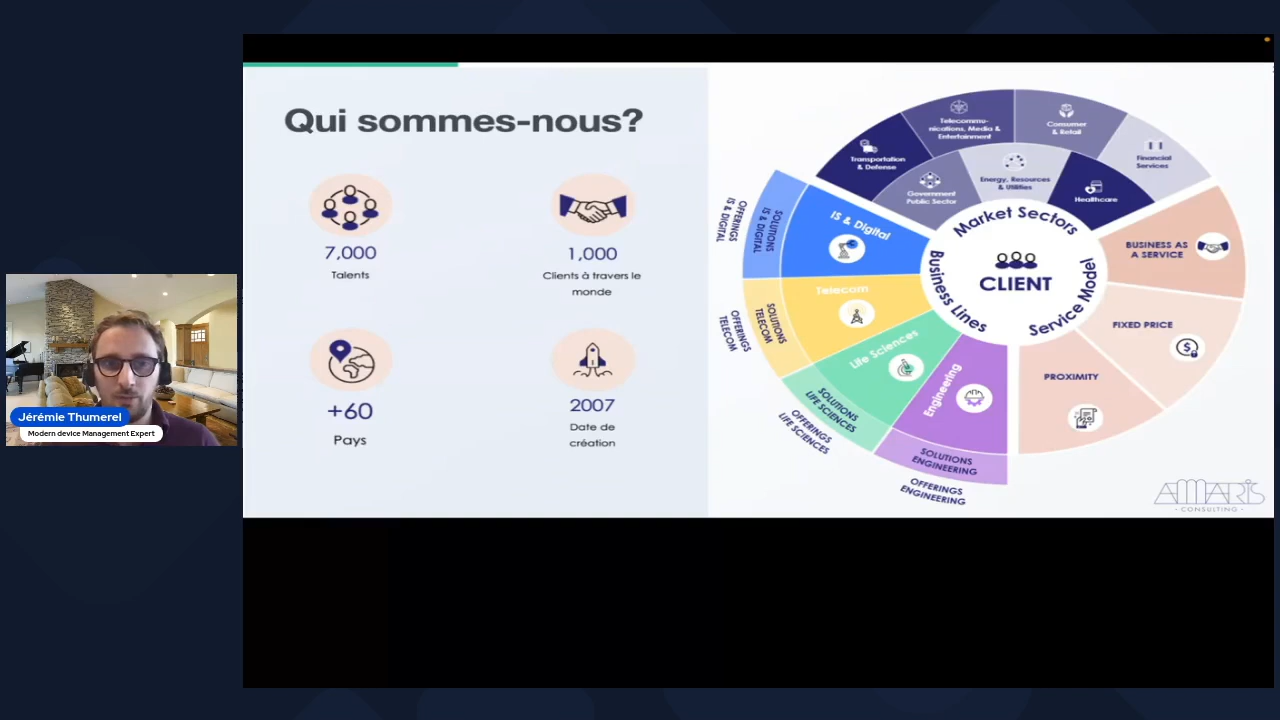 Qui sommes-nous?
7,000
Talents
1,000
Clients à travers le
monde
+60
Pays
2007
Date de
création
Transportation
& Defense
Telecommu-
nications, Media &
Entertainment
Consumer
& Retail
Financial
Services
Government
Public Sector
Energy, Resources
& Utilities
Healthcare
Market Sectors
CLIENT
Business Lines
Service Model
BUSINESS AS
A SERVICE
FIXED PRICE
PROXIMITY
IS & Digital
SOLUTIONS
IS & DIGITAL
OFFERINGS
IS & DIGITAL
Telecom
SOLUTIONS
TELECOM
OFFERINGS
TELECOM
Life Sciences
SOLUTIONS
LIFE SCIENCES
OFFERINGS
LIFE SCIENCES
Engineering
SOLUTIONS
ENGINEERING
OFFERINGS
ENGINEERING
AMARIS
· CONSULTING ·
Jérémie Thumerel
Modern device Management Expert